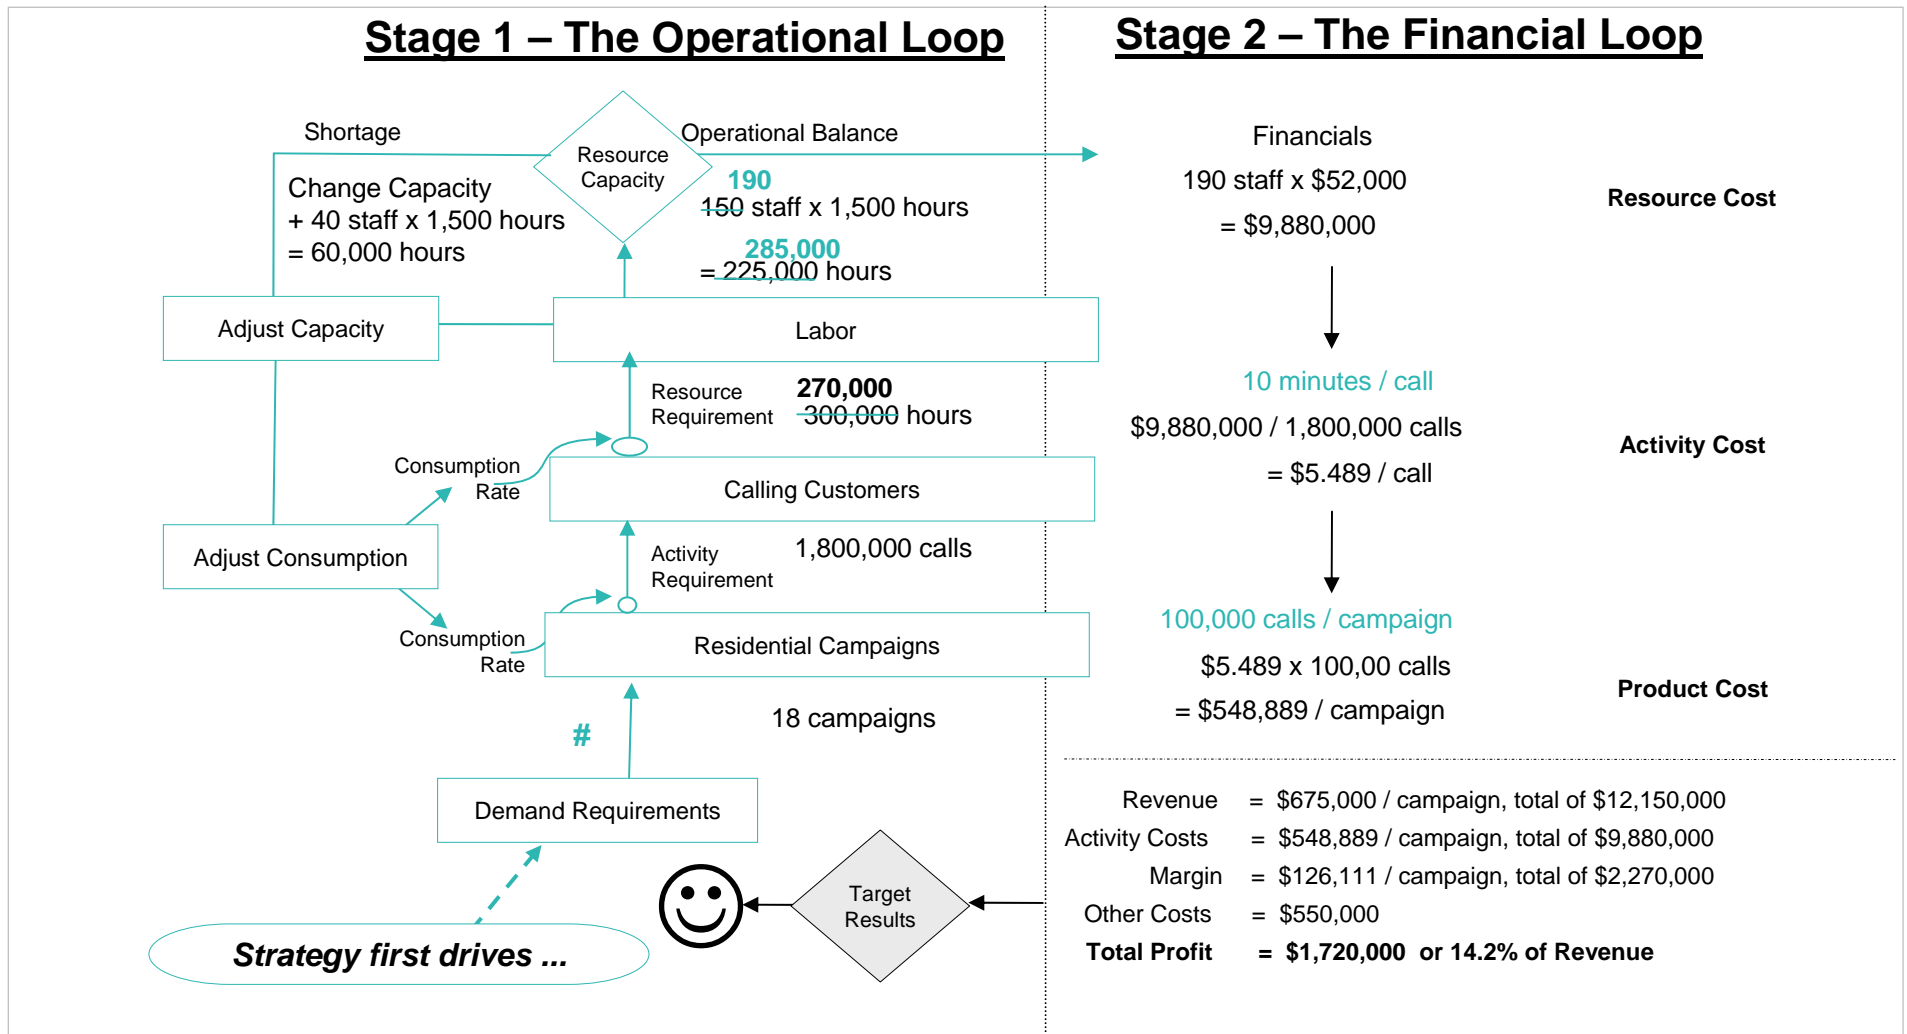 Stage 1 – The Operational Loop
Shortage
Resource
Capacity
Operational Balance
Change Capacity
+ 40 staff x 1,500 hours
= 60,000 hours
190
150 staff x 1,500 hours
285,000
= 225,000 hours
Adjust Capacity
Labor
Resource
Requirement
270,000
300,000 hours
Consumption
Rate
Calling Customers
Adjust Consumption
Activity
Requirement
1,800,000 calls
Consumption
Rate
Residential Campaigns
#
18 campaigns
Demand Requirements
Strategy first drives ...
Target
Results
Stage 2 – The Financial Loop
Financials
190 staff x $52,000
= $9,880,000
Resource Cost
10 minutes / call
$9,880,000 / 1,800,000 calls
= $5.489 / call
Activity Cost
100,000 calls / campaign
$5.489 x 100,00 calls
= $548,889 / campaign
Product Cost
Revenue = $675,000 / campaign, total of $12,150,000
Activity Costs = $548,889 / campaign, total of $9,880,000
Margin = $126,111 / campaign, total of $2,270,000
Other Costs = $550,000
Total Profit = $1,720,000 or 14.2% of Revenue